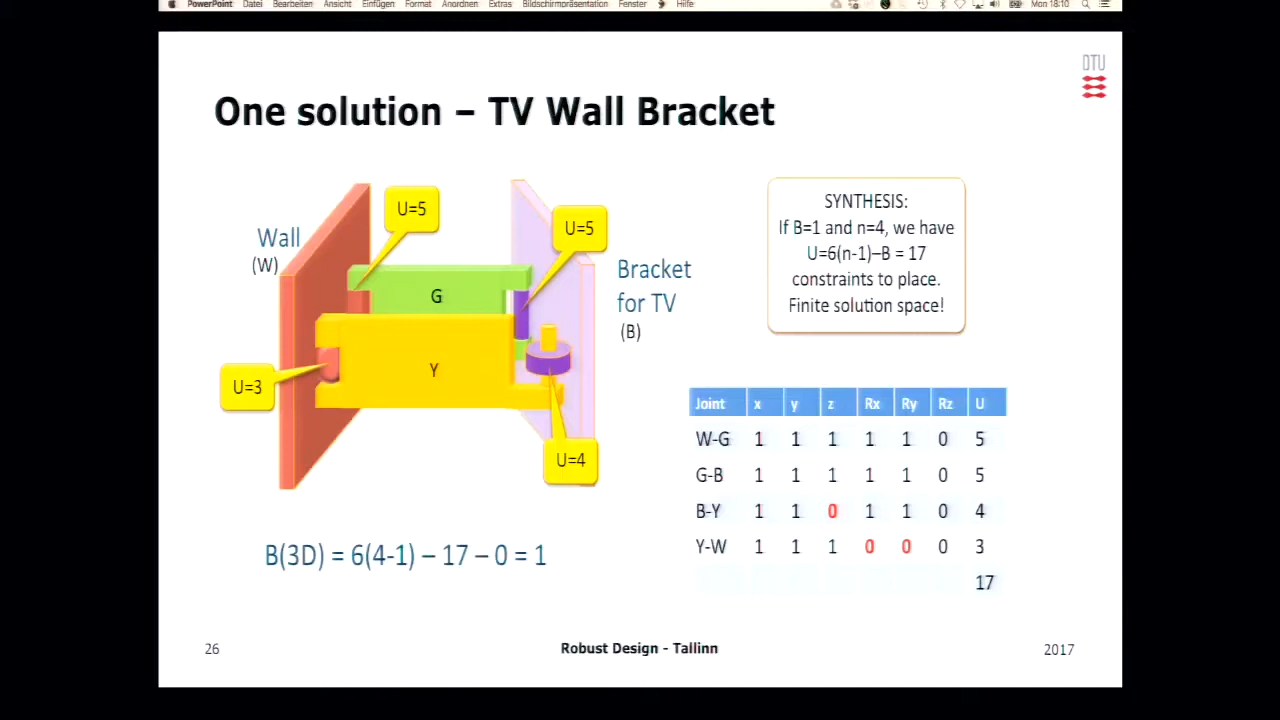 PowerPoint Datei Bearbeiten Ansicht Einfügen Format Anordnen Extras Bildschirmpräsentation Fenster Hilfe Mon 18:10
DTU
One solution – TV Wall Bracket
U=5
U=5
Wall
(W)
G
Bracket
for TV
(B)
Y
U=3
U=4
SYNTHESIS:
If B=1 and n=4, we have
U=6(n-1)–B = 17
constraints to place.
Finite solution space!
Joint x y z Rx Ry Rz U
W-G 1 1 1 1 1 0 5
G-B 1 1 1 1 1 0 5
B-Y 1 1 0 1 1 0 4
Y-W 1 1 1 0 0 0 3
17
B(3D) = 6(4-1) – 17 – 0 = 1
26 Robust Design - Tallinn 2017